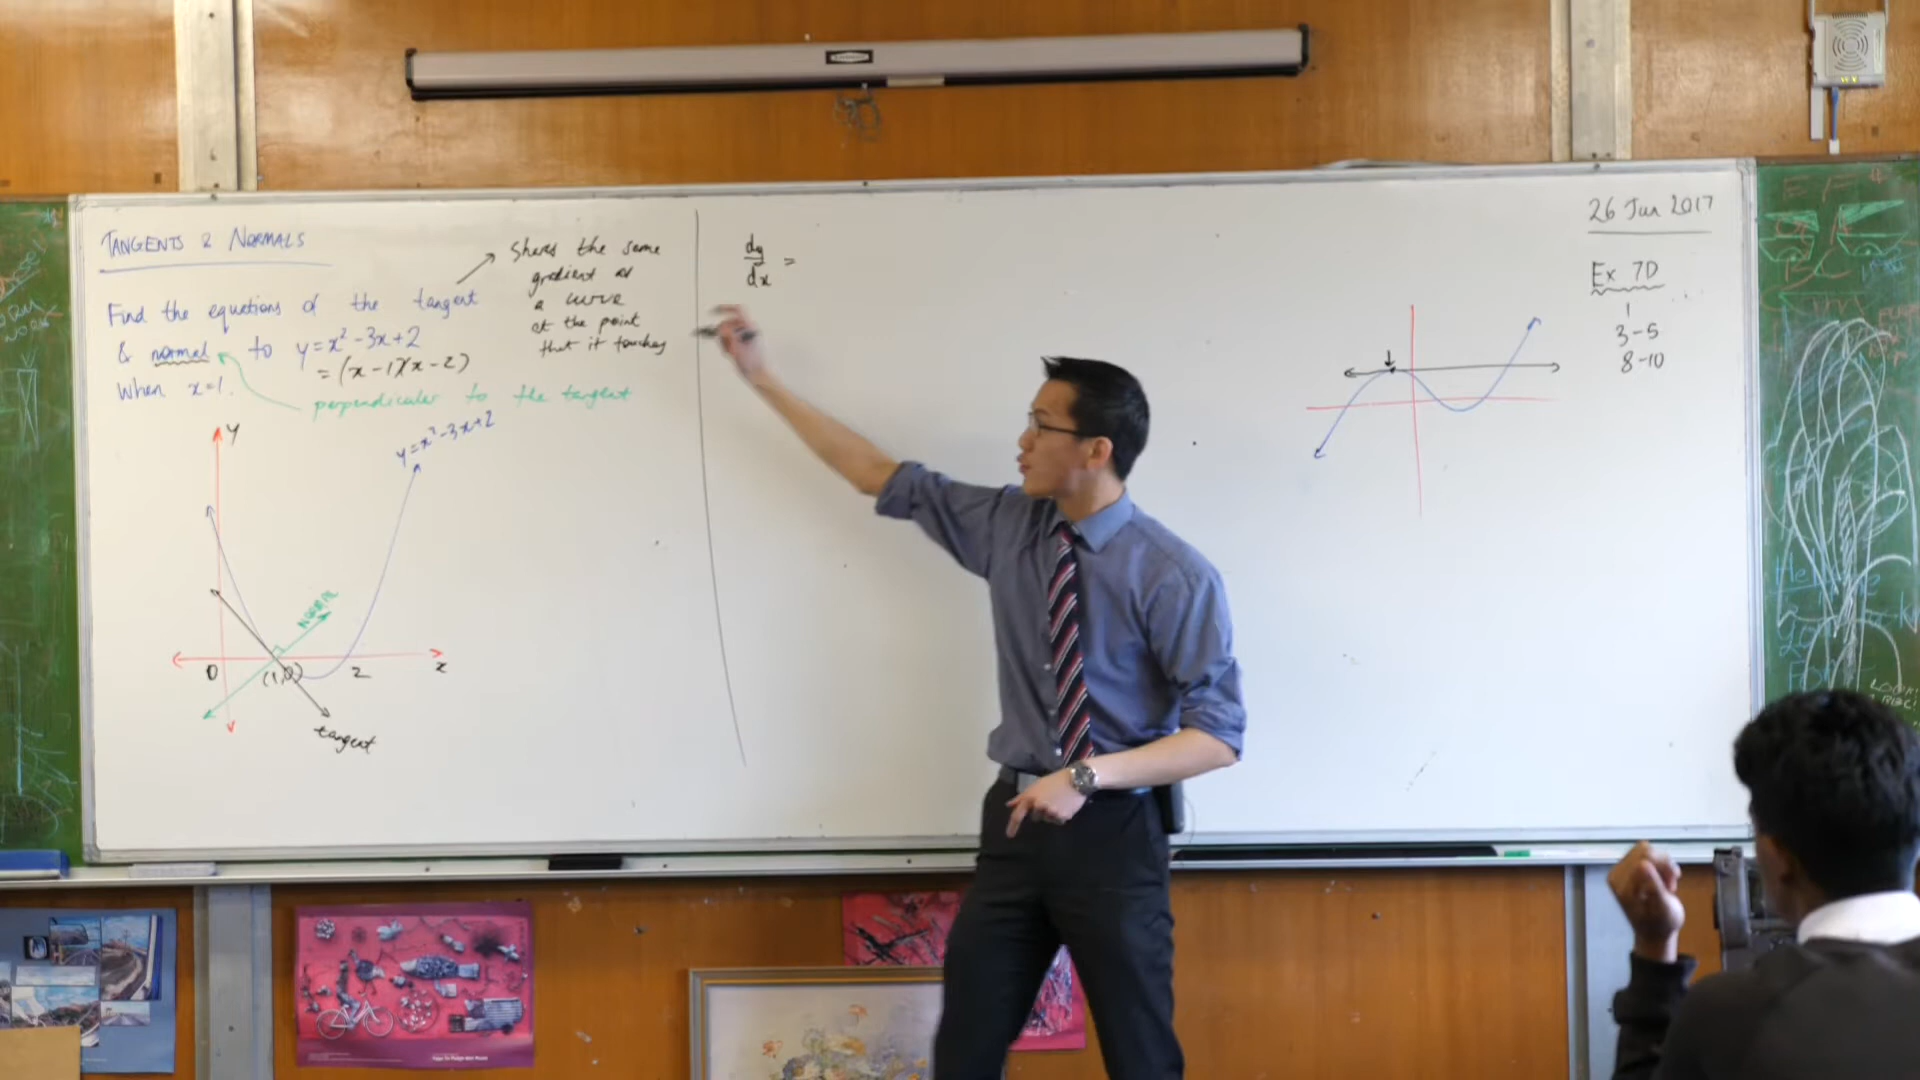 TANGENTS & NORMALS
Find the equations of the tangent
& normal to y = x² - 3x + 2
= (x - 1)(x - 2)
when x = 1.
perpendicular to the tangent
shares the same
gradient as
a curve
at the point
that it touches
y
y = x² - 3x + 2
NORMAL
0
(1,0)
2
x
tangent
dy
dx =
26 Jun 2017
Ex 7D
1
3-5
8-10